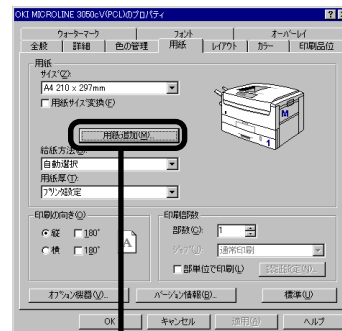 OKI MICROLINE 3050cV(PCL)のプロパティ
ウォーターマーク フォント オーバーレイ
全般 詳細 色の管理 用紙 レイアウト カラー 印刷品位
用紙
サイズ(Z):
A4 210 x 297mm
用紙サイズ変換(F)
用紙追加(M)...
給紙方法(S):
自動選択
用紙厚(T):
プリンタ設定
M
1
印刷の向き(O)
縦 180°
横 180°
A
印刷部数
部数(C): 1
通常印刷
部単位で印刷(L)
オプション機器(V)... バージョン情報(B)... 標準(U)
OK キャンセル 適用(A) ヘルプ